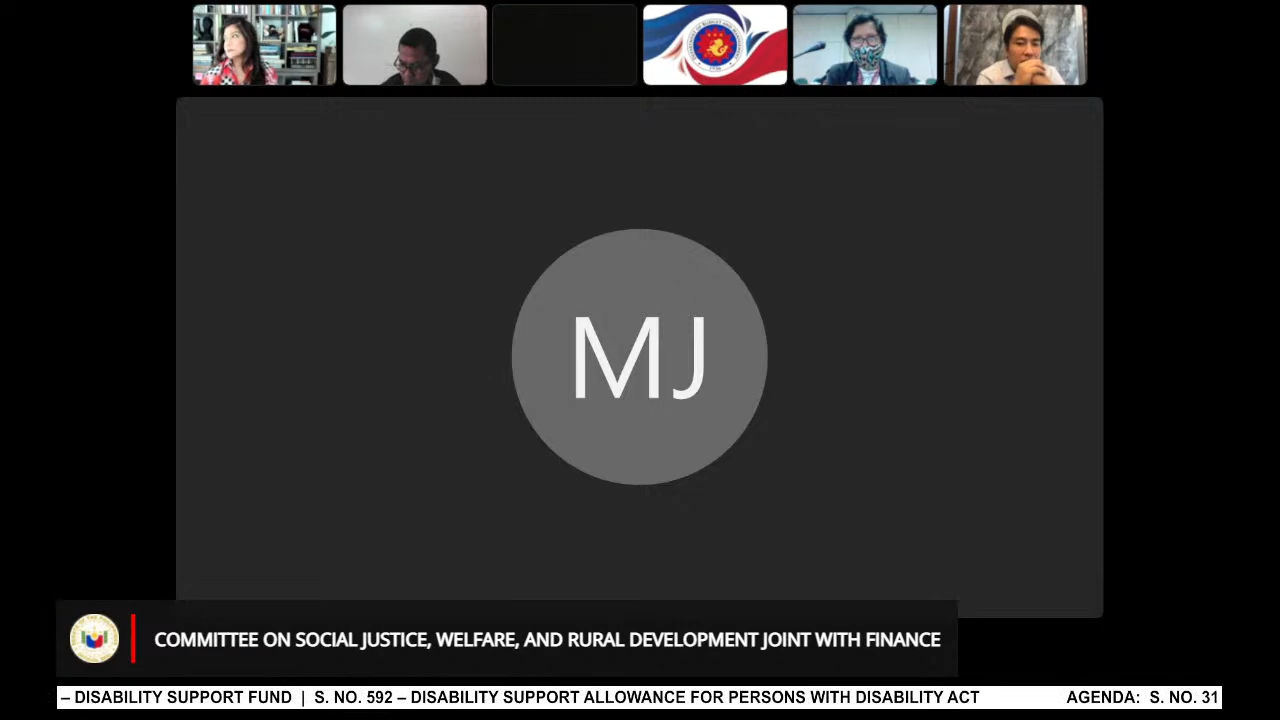 MJ
COMMITTEE ON SOCIAL JUSTICE, WELFARE, AND RURAL DEVELOPMENT JOINT WITH FINANCE
– DISABILITY SUPPORT FUND | S. NO. 592 – DISABILITY SUPPORT ALLOWANCE FOR PERSONS WITH DISABILITY ACT AGENDA: S. NO. 31